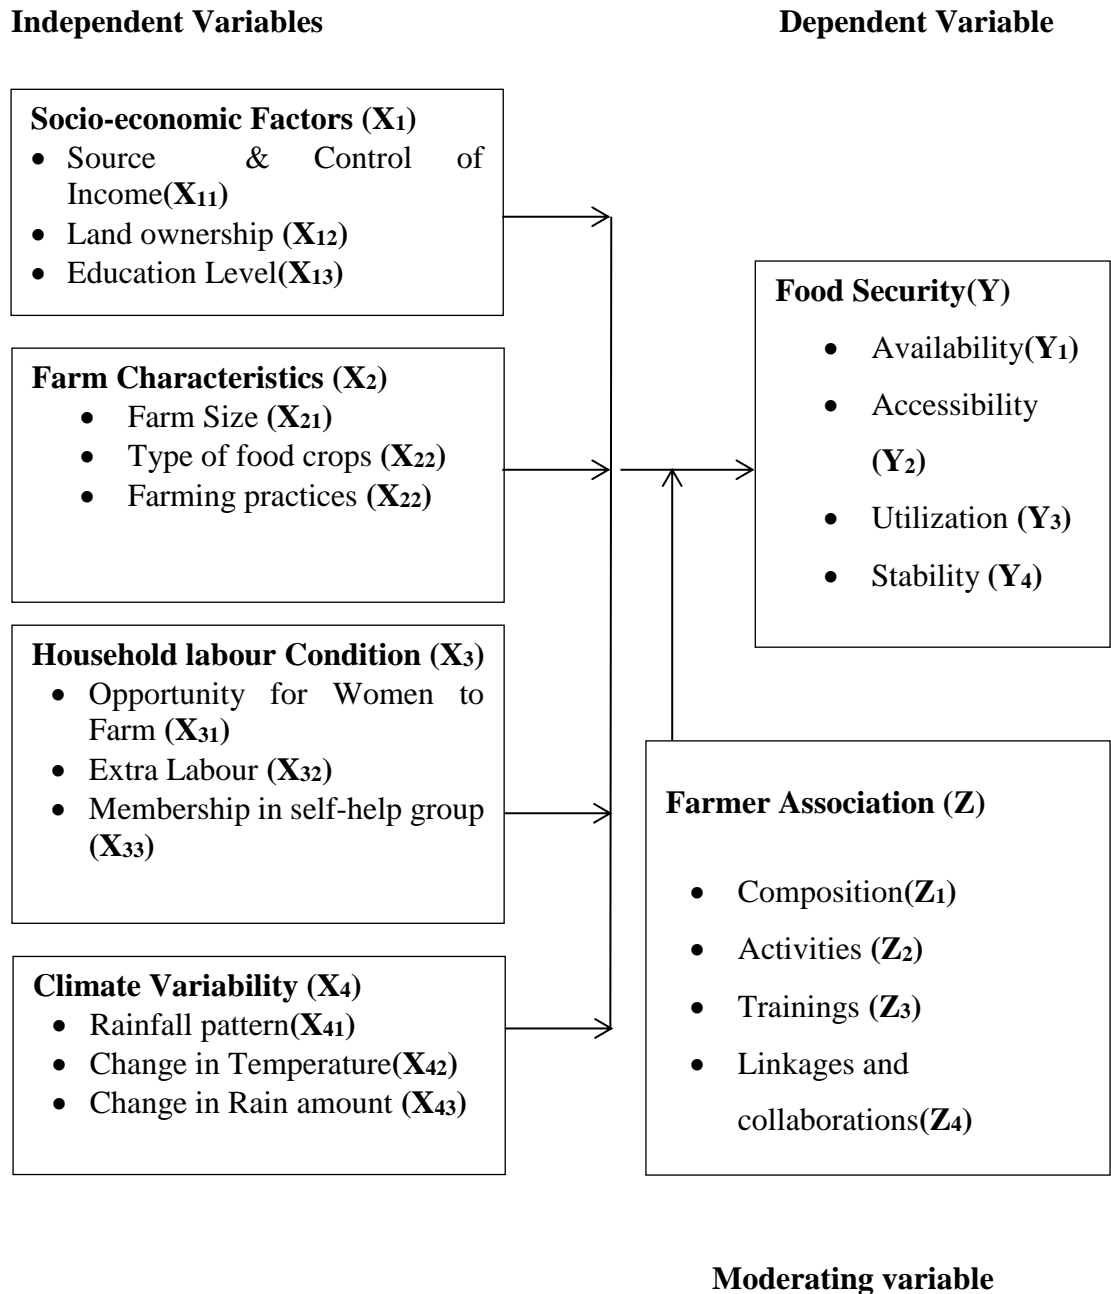 Independent Variables
Dependent Variable
Socio-economic Factors (X1)
• Source & Control of
Income(X11)
• Land ownership (X12)
• Education Level(X13)
Farm Characteristics (X2)
• Farm Size (X21)
• Type of food crops (X22)
• Farming practices (X22)
Household labour Condition (X3)
• Opportunity for Women to
Farm (X31)
• Extra Labour (X32)
• Membership in self-help group
(X33)
Climate Variability (X4)
• Rainfall pattern(X41)
• Change in Temperature(X42)
• Change in Rain amount (X43)
Food Security(Y)
• Availability(Y1)
• Accessibility
(Y2)
• Utilization (Y3)
• Stability (Y4)
Farmer Association (Z)
• Composition(Z1)
• Activities (Z2)
• Trainings (Z3)
• Linkages and
collaborations(Z4)
Moderating variable